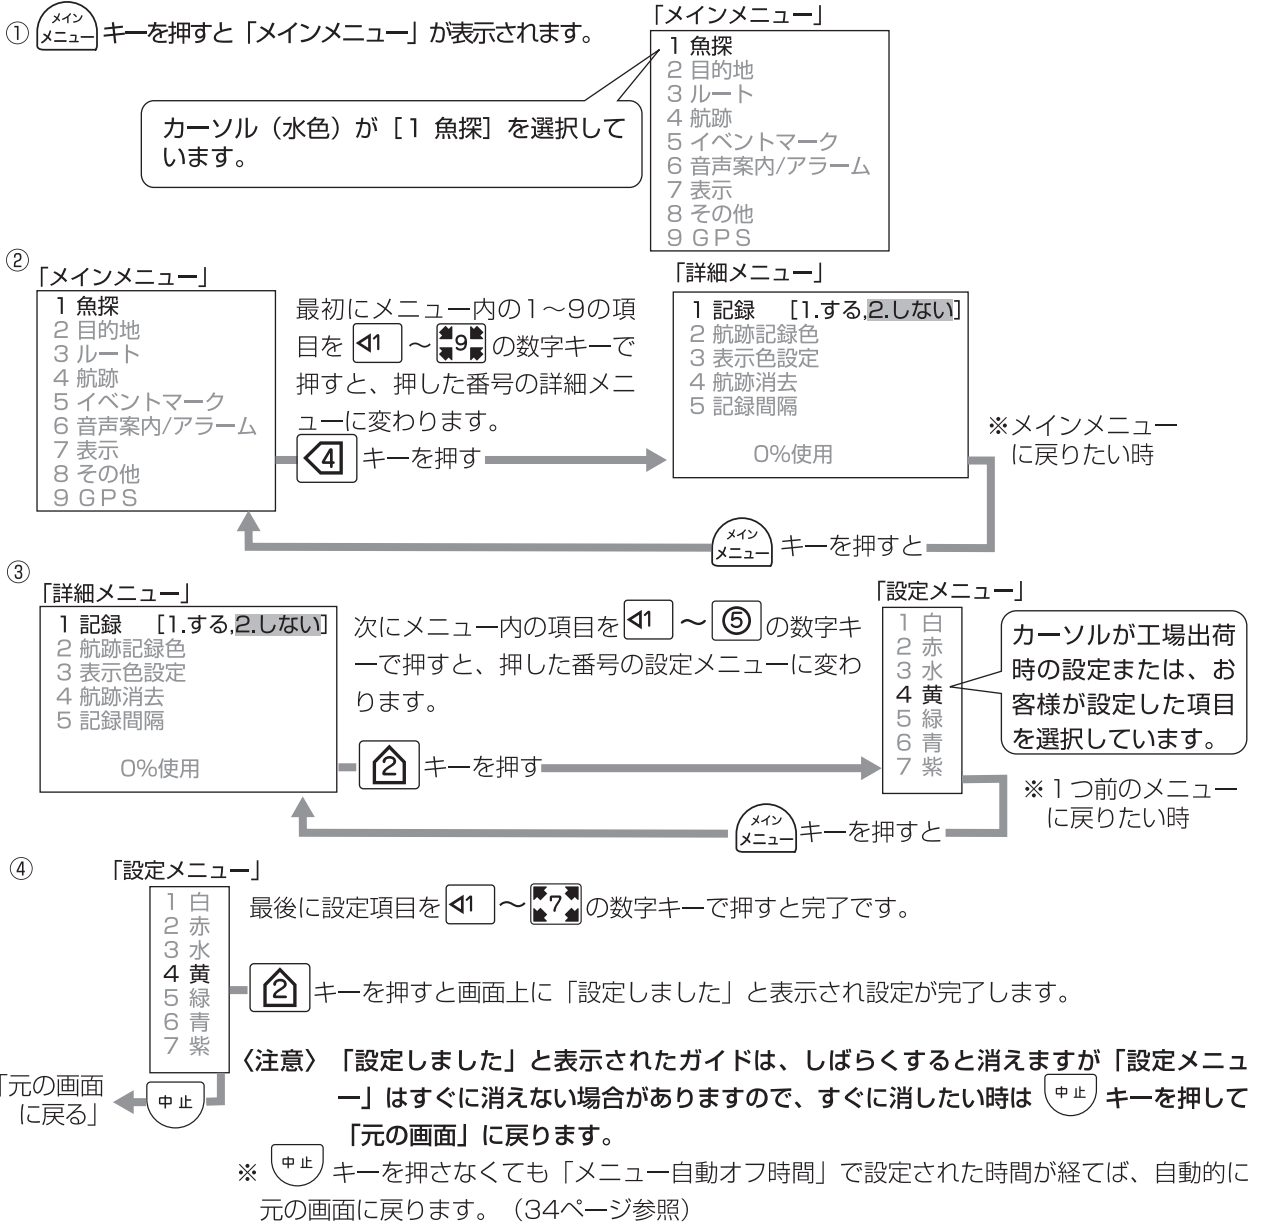 ① メインメニュー キーを押すと「メインメニュー」が表示されます。
カーソル（水色）が［1 魚探］を選択して
います。
「メインメニュー」
1 魚探
2 目的地
3 ルート
4 航跡
5 イベントマーク
6 音声案内/アラーム
7 表示
8 その他
9 GPS
②
「メインメニュー」
1 魚探
2 目的地
3 ルート
4 航跡
5 イベントマーク
6 音声案内/アラーム
7 表示
8 その他
9 GPS
最初にメニュー内の1〜9の項
目を 1 〜 9 の数字キーで
押すと、押した番号の詳細メニ
ューに変わります。
4 キーを押す
「詳細メニュー」
1 記録 [1.する,2.しない]
2 航跡記録色
3 表示色設定
4 航跡消去
5 記録間隔
0%使用
※メインメニュー
に戻りたい時
メインメニュー キーを押すと
③
「詳細メニュー」
1 記録 [1.する,2.しない]
2 航跡記録色
3 表示色設定
4 航跡消去
5 記録間隔
0%使用
次にメニュー内の項目を 1 〜 5 の数字キ
ーで押すと、押した番号の設定メニューに変わ
ります。
2 キーを押す
「設定メニュー」
1 白
2 赤
3 水
4 黄
5 緑
6 青
7 紫
カーソルが工場出荷
時の設定または、お
客様が設定した項目
を選択しています。
※1つ前のメニュー
に戻りたい時
メインメニュー キーを押すと
④
「設定メニュー」
1 白
2 赤
3 水
4 黄
5 緑
6 青
7 紫
最後に設定項目を 1 〜 7 の数字キーで押すと完了です。
2 キーを押すと画面上に「設定しました」と表示され設定が完了します。
「元の画面
に戻る」
中止
〈注意〉「設定しました」と表示されたガイドは、しばらくすると消えますが「設定メニュ
ー」はすぐに消えない場合がありますので、すぐに消したい時は 中止 キーを押して
「元の画面」に戻ります。
※ 中止 キーを押さなくても「メニュー自動オフ時間」で設定された時間が経てば、自動的に
元の画面に戻ります。（34ページ参照）